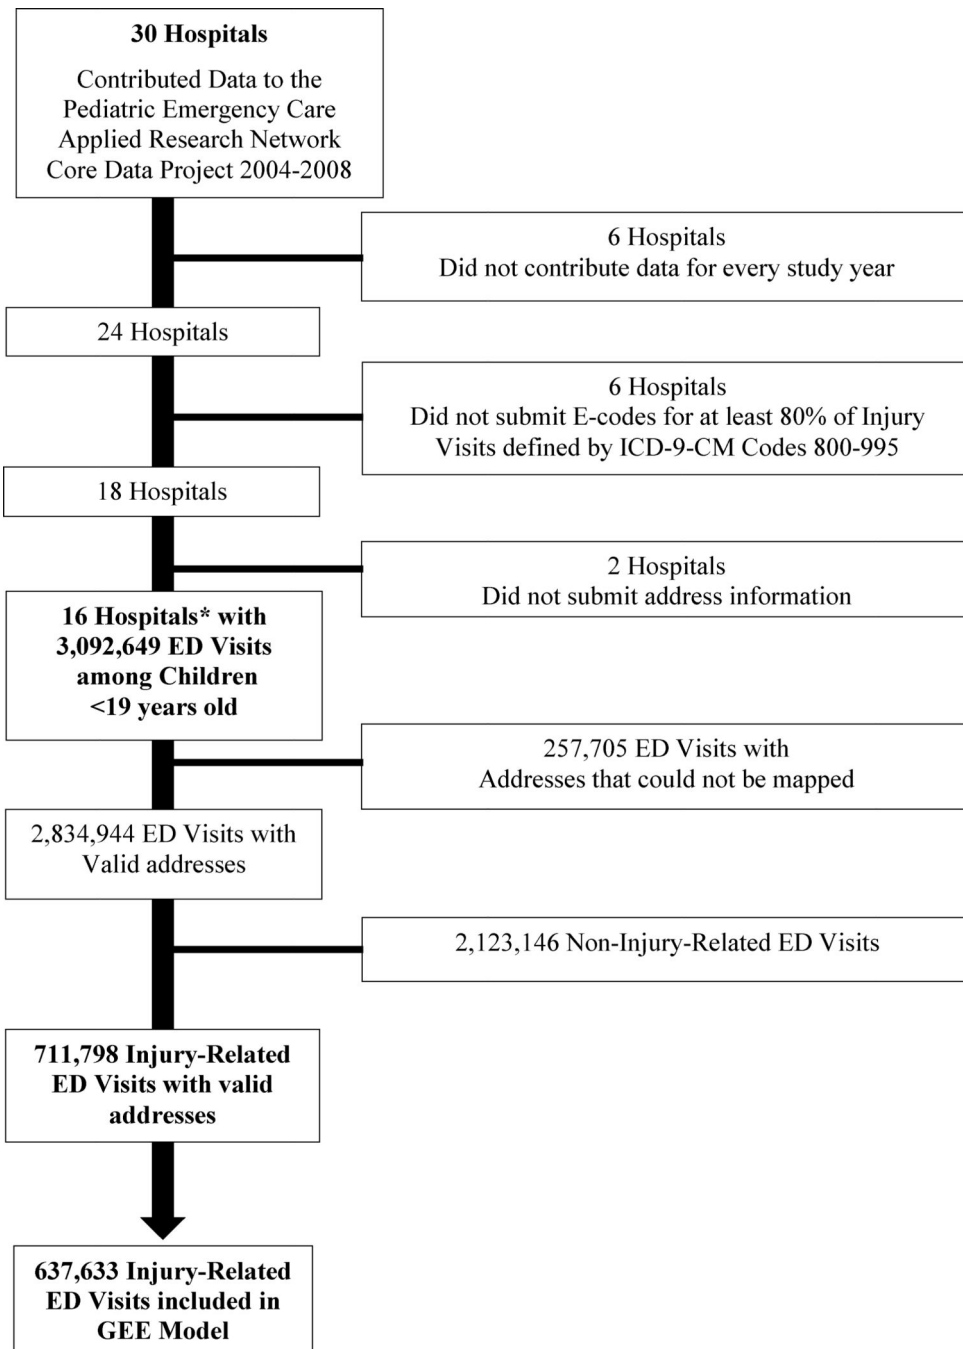 30 Hospitals
Contributed Data to the
Pediatric Emergency Care
Applied Research Network
Core Data Project 2004-2008
6 Hospitals
Did not contribute data for every study year
24 Hospitals
6 Hospitals
Did not submit E-codes for at least 80% of Injury
Visits defined by ICD-9-CM Codes 800-995
18 Hospitals
2 Hospitals
Did not submit address information
16 Hospitals* with
3,092,649 ED Visits
among Children
<19 years old
257,705 ED Visits with
Addresses that could not be mapped
2,834,944 ED Visits with
Valid addresses
2,123,146 Non-Injury-Related ED Visits
711,798 Injury-Related
ED Visits with valid
addresses
637,633 Injury-Related
ED Visits included in
GEE Model